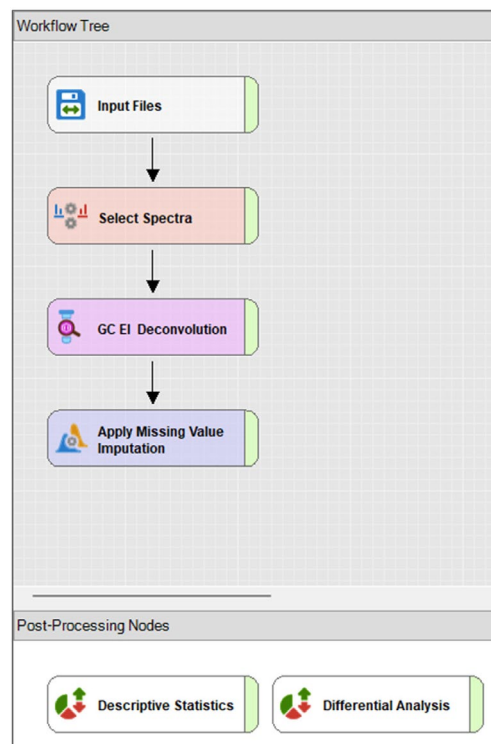 Workflow Tree
Input Files
Select Spectra
GC EI Deconvolution
Apply Missing Value
Imputation
Post-Processing Nodes
Descriptive Statistics
Differential Analysis